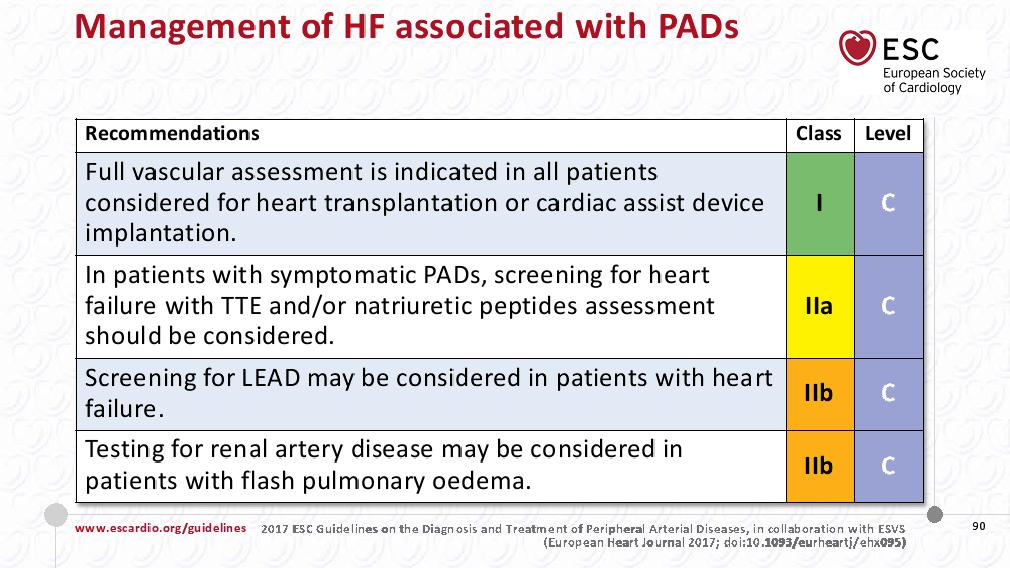 Management of HF associated with PADs
ESC
European Society
of Cardiology
Recommendations Class Level
Full vascular assessment is indicated in all patients
considered for heart transplantation or cardiac assist device
implantation.
I C
In patients with symptomatic PADs, screening for heart
failure with TTE and/or natriuretic peptides assessment
should be considered.
IIa C
Screening for LEAD may be considered in patients with heart
failure.
IIb C
Testing for renal artery disease may be considered in
patients with flash pulmonary oedema.
IIb C
www.escardio.org/guidelines 2017 ESC Guidelines on the Diagnosis and Treatment of Peripheral Arterial Diseases, in collaboration with ESVS
(European Heart Journal 2017; doi:10.1093/eurheartj/ehx095)
90